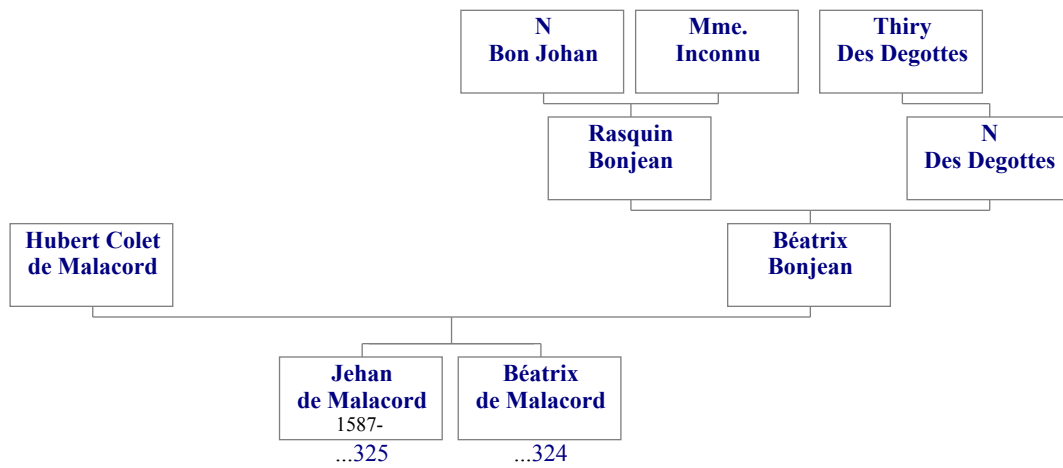 N
Bon Johan
Mme.
Inconnu
Thiry
Des Degottes
Rasquin
Bonjean
N
Des Degottes
Hubert Colet
de Malacord
Béatrix
Bonjean
Jehan
de Malacord
1587-
...325
Béatrix
de Malacord
...324